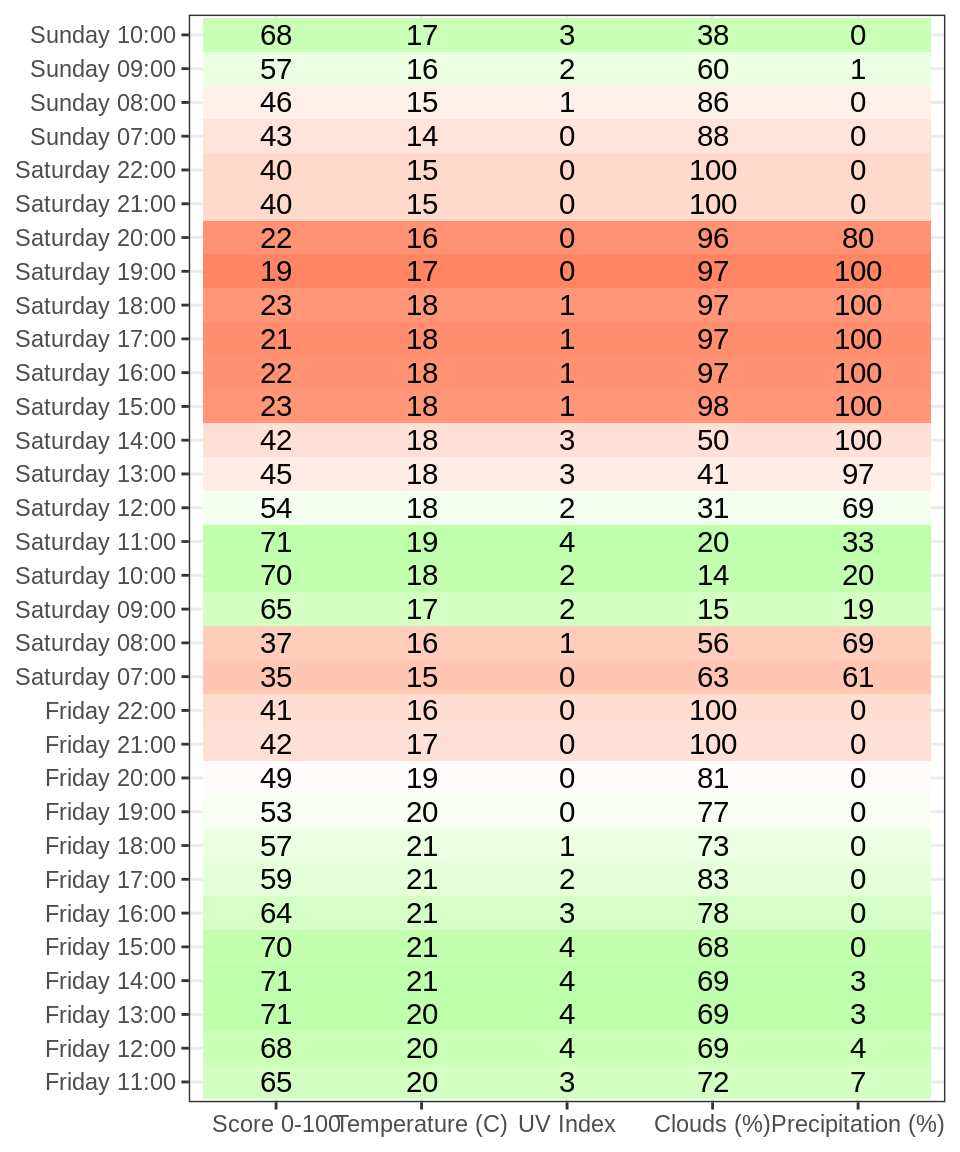 Sunday 10:00 68 17 3 38 0
Sunday 09:00 57 16 2 60 1
Sunday 08:00 46 15 1 86 0
Sunday 07:00 43 14 0 88 0
Saturday 22:00 40 15 0 100 0
Saturday 21:00 40 15 0 100 0
Saturday 20:00 22 16 0 96 80
Saturday 19:00 19 17 0 97 100
Saturday 18:00 23 18 1 97 100
Saturday 17:00 21 18 1 97 100
Saturday 16:00 22 18 1 97 100
Saturday 15:00 23 18 1 98 100
Saturday 14:00 42 18 3 50 100
Saturday 13:00 45 18 3 41 97
Saturday 12:00 54 18 2 31 69
Saturday 11:00 71 19 4 20 33
Saturday 10:00 70 18 2 14 20
Saturday 09:00 65 17 2 15 19
Saturday 08:00 37 16 1 56 69
Saturday 07:00 35 15 0 63 61
Friday 22:00 41 16 0 100 0
Friday 21:00 42 17 0 100 0
Friday 20:00 49 19 0 81 0
Friday 19:00 53 20 0 77 0
Friday 18:00 57 21 1 73 0
Friday 17:00 59 21 2 83 0
Friday 16:00 64 21 3 78 0
Friday 15:00 70 21 4 68 0
Friday 14:00 71 21 4 69 3
Friday 13:00 71 20 4 69 3
Friday 12:00 68 20 4 69 4
Friday 11:00 65 20 3 72 7
Score 0-100 Temperature (C) UV Index Clouds (%) Precipitation (%)